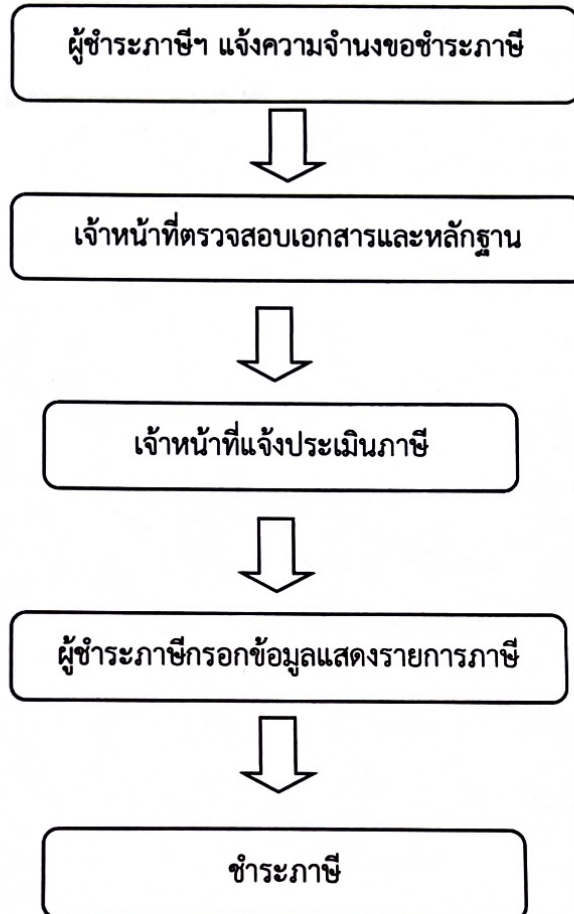 ผู้ชำระภาษีฯ แจ้งความจำนงขอชำระภาษี
เจ้าหน้าที่ตรวจสอบเอกสารและหลักฐาน
เจ้าหน้าที่แจ้งประเมินภาษี
ผู้ชำระภาษีกรอกข้อมูลแสดงรายการภาษี
ชำระภาษี